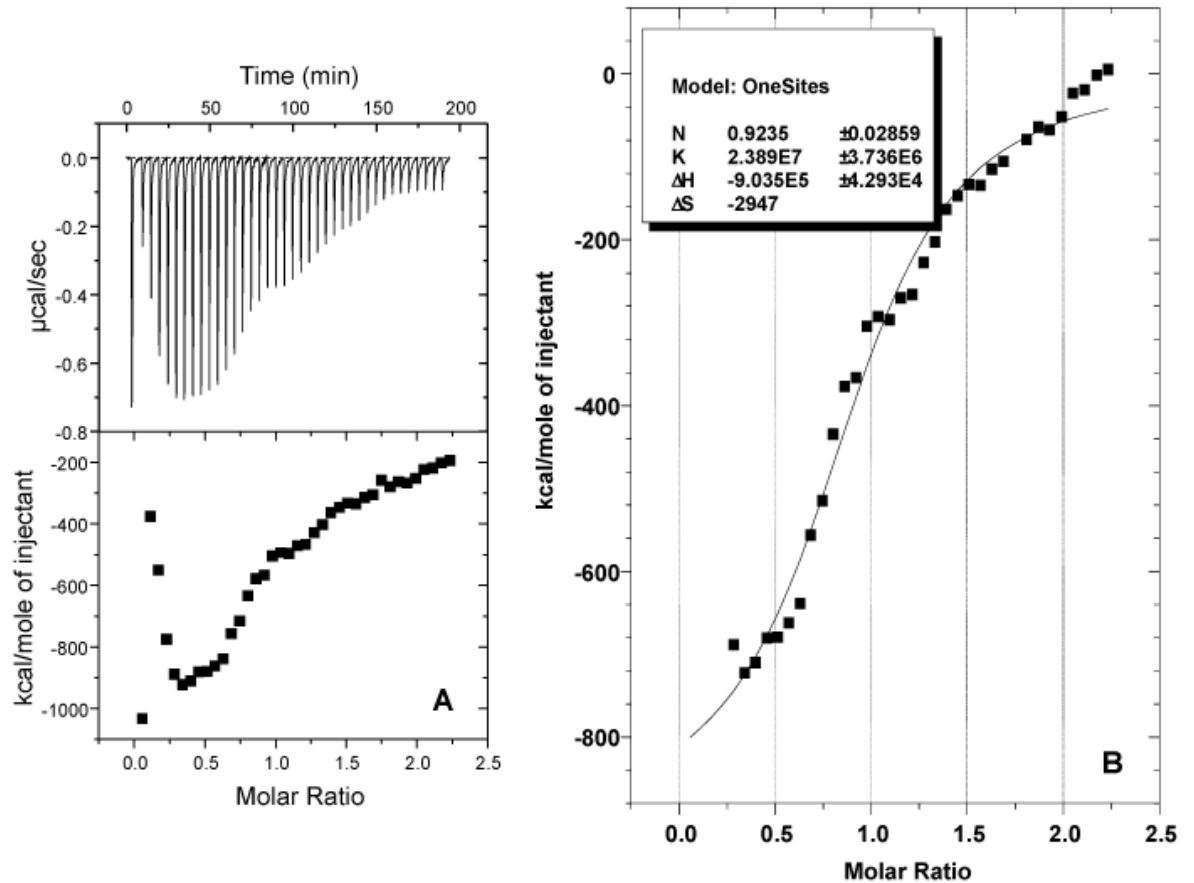 Time (min)
0 50 100 150 200
0.0
-0.2
-0.4
-0.6
-0.8
µcal/sec
-200
-400
-600
-800
-1000
kcal/mole of injectant
A
0.0 0.5 1.0 1.5 2.0 2.5
Molar Ratio
Model: OneSites
N 0.9235 ±0.02859
K 2.389E7 ±3.736E6
ΔH -9.035E5 ±4.293E4
ΔS -2947
0
-200
-400
-600
-800
kcal/mole of injectant
B
0.0 0.5 1.0 1.5 2.0 2.5
Molar Ratio